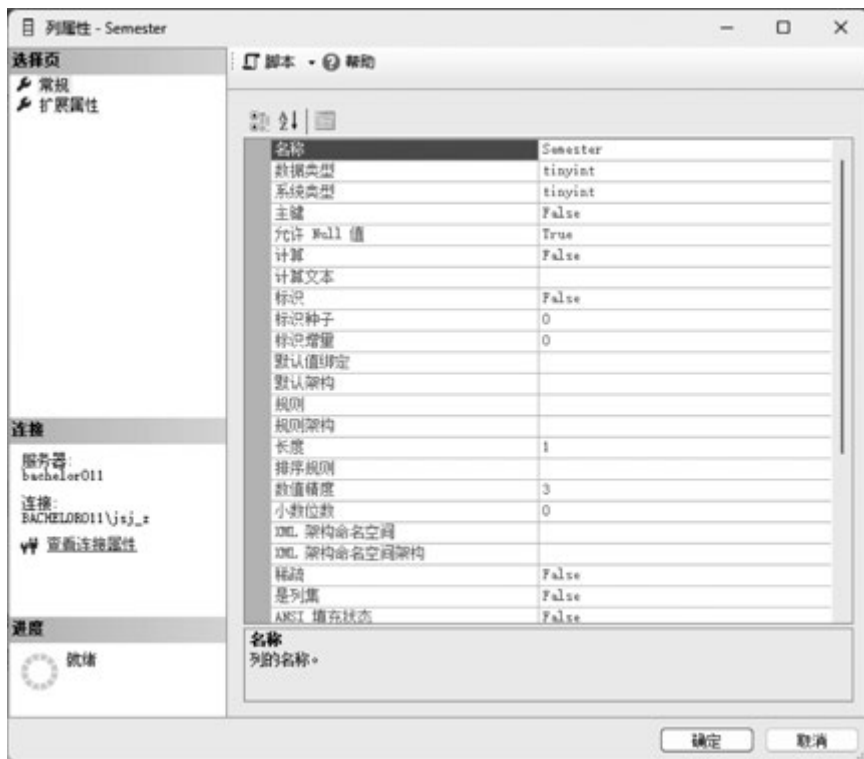 列属性 - Semester
选择页
常规
扩展属性
脚本
帮助
名称 Semester
数据类型 tinyint
系统类型 tinyint
主键 False
允许 Null 值 True
计算 False
计算文本
标识 False
标识种子 0
标识增量 0
默认值绑定
默认架构
规则
规则架构
长度 1
排序规则
数值精度 3
小数位数 0
XML 架构命名空间
XML 架构命名空间架构
稀疏 False
是列集 False
ANSI 填充状态 False
名称
列的名称。
连接
服务器:
bachelor011
连接:
BACHELOR011\jsj_z
查看连接属性
进度
就绪
确定
取消